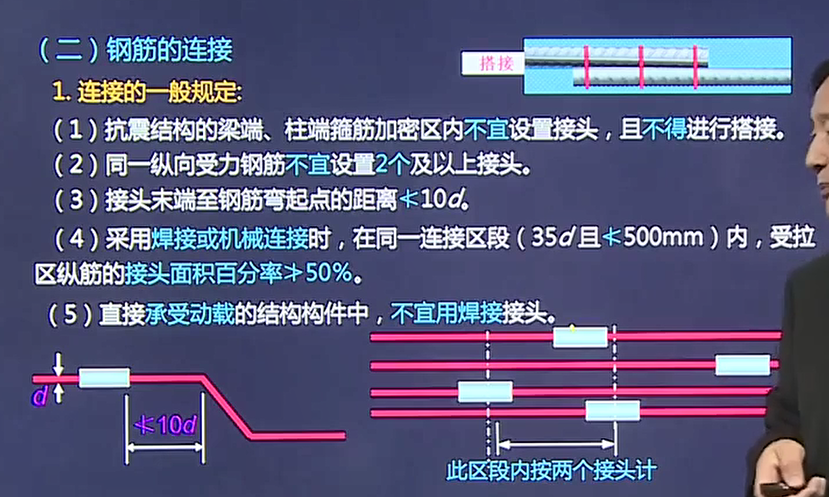 （二）钢筋的连接
搭接
1. 连接的一般规定:
（1）抗震结构的梁端、柱端箍筋加密区内不宜设置接头，且不得进行搭接。
（2）同一纵向受力钢筋不宜设置2个及以上接头。
（3）接头末端至钢筋弯起点的距离≮10d。
（4）采用焊接或机械连接时，在同一连接区段（35d且≮500mm）内，受拉
区纵筋的接头面积百分率≯50%。
（5）直接承受动载的结构构件中，不宜用焊接接头。
d
≮10d
此区段内按两个接头计